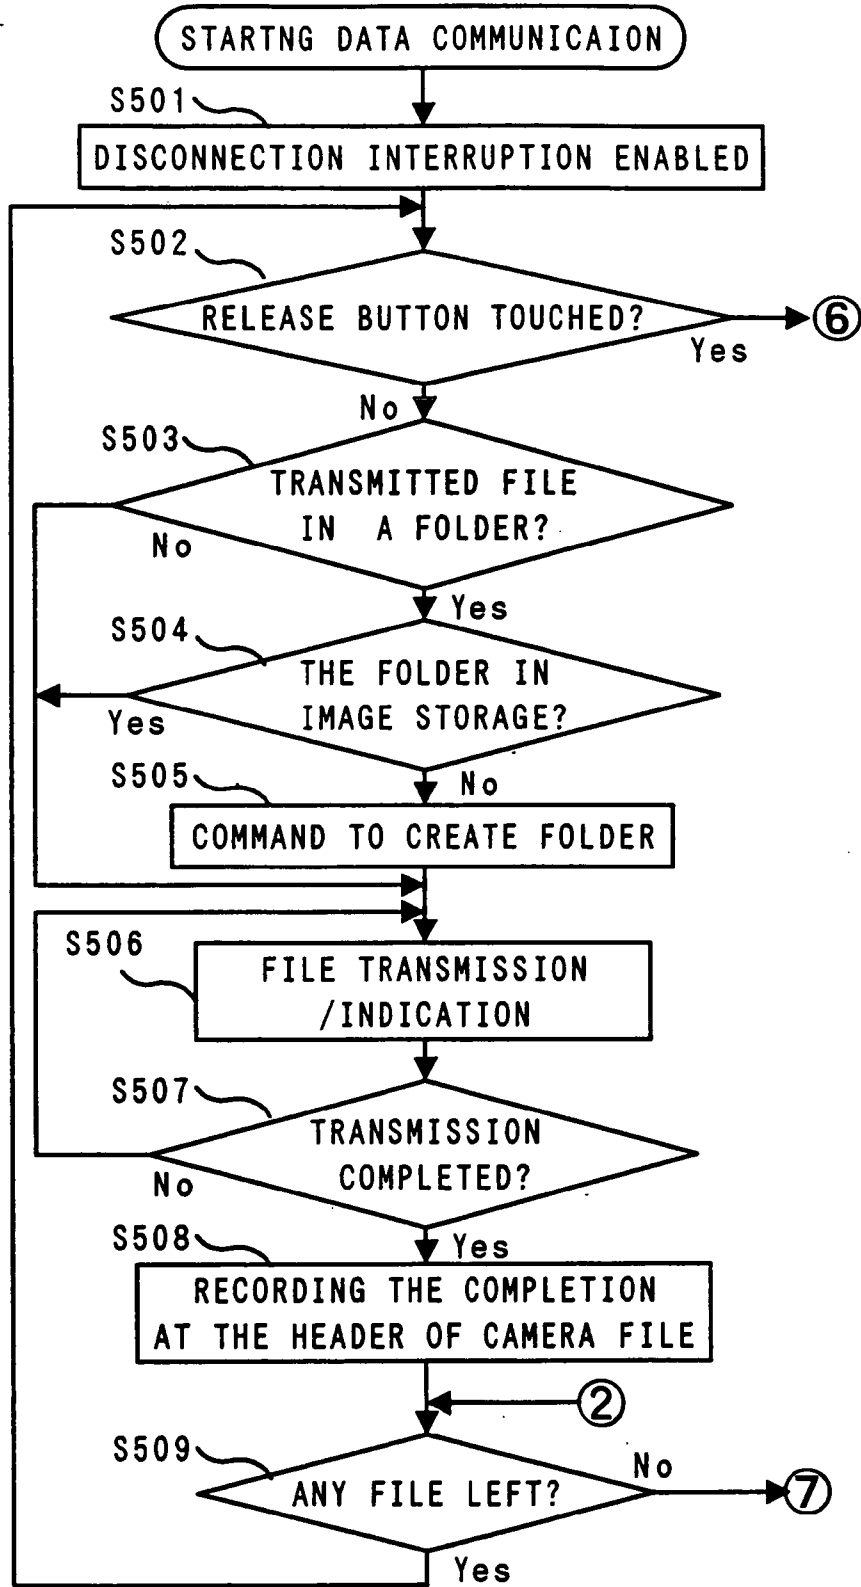 STARTNG DATA COMMUNICAION
S501
DISCONNECTION INTERRUPTION ENABLED
S502
RELEASE BUTTON TOUCHED?
⑥
Yes
No
S503
TRANSMITTED FILE
IN A FOLDER?
No
Yes
S504
THE FOLDER IN
IMAGE STORAGE?
Yes
No
S505
COMMAND TO CREATE FOLDER
S506
FILE TRANSMISSION
/INDICATION
S507
TRANSMISSION
COMPLETED?
No
Yes
S508
RECORDING THE COMPLETION
AT THE HEADER OF CAMERA FILE
②
S509
ANY FILE LEFT?
No
⑦
Yes